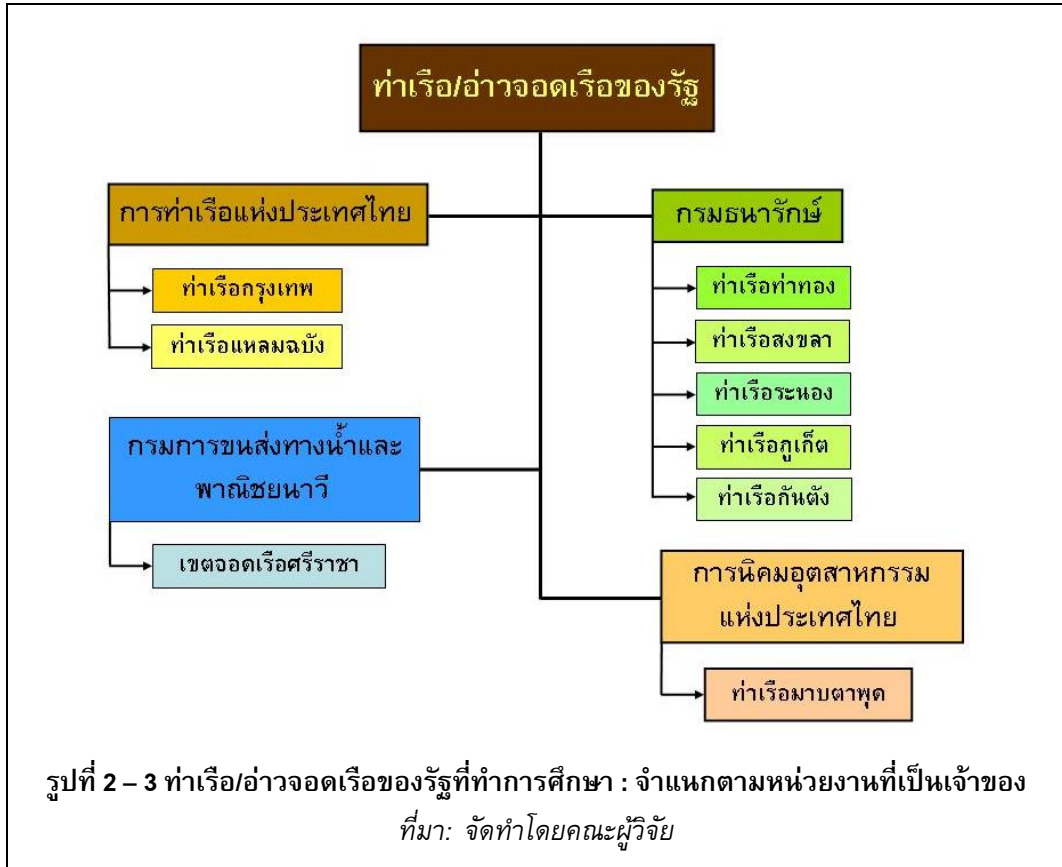 ท่าเรือ/อ่าวจอดเรือของรัฐ
การท่าเรือแห่งประเทศไทย
ท่าเรือกรุงเทพ
ท่าเรือแหลมฉบัง
กรมการขนส่งทางน้ำและ
พาณิชยนาวี
เขตจอดเรือศรีราชา
กรมธนารักษ์
ท่าเรือท่าทอง
ท่าเรือสงขลา
ท่าเรือระนอง
ท่าเรือภูเก็ต
ท่าเรือกันตัง
การนิคมอุตสาหกรรม
แห่งประเทศไทย
ท่าเรือมาบตาพุด
รูปที่ 2 – 3 ท่าเรือ/อ่าวจอดเรือของรัฐที่ทำการศึกษา : จำแนกตามหน่วยงานที่เป็นเจ้าของ
ที่มา: จัดทำโดยคณะผู้วิจัย